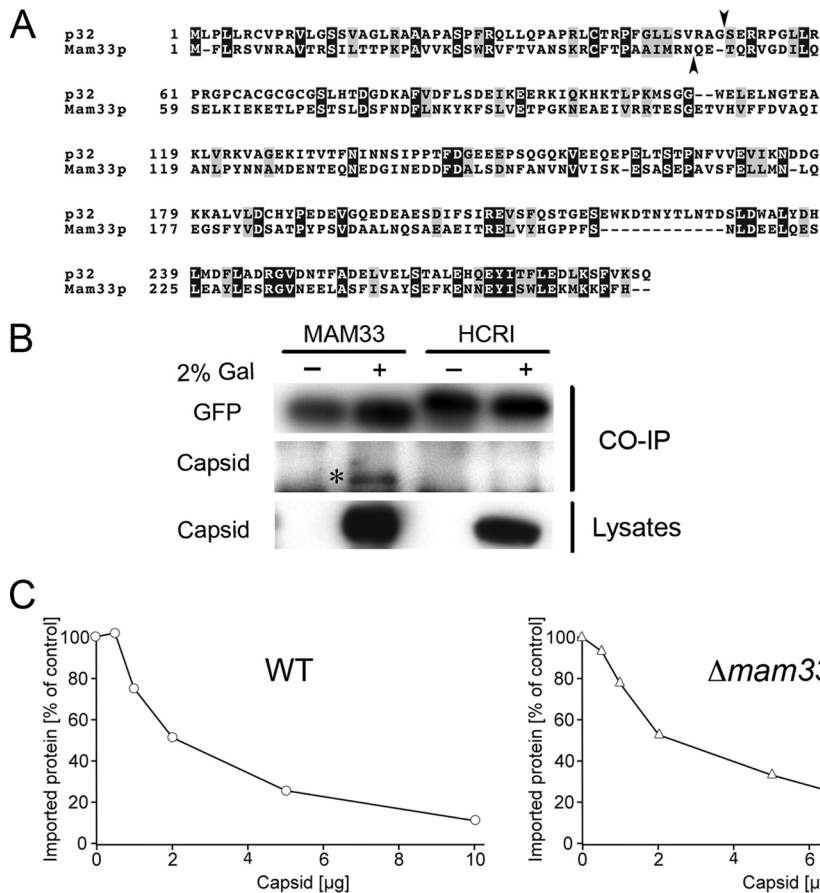 A
p32 1 MLPLLRCVPRVLGSSVAGLRAAAPASPFRQLLQPAPRLCTRPFGLLSVRAGSERRPGLLR
Mam33p 1 M-FLRSVNRAVTRSILTTPKPAVVKSSWRVFTVANSKRCFTPAAIMRNQE-TQRVGDILQ
p32 61 PRGPCACGCGCGSLHTDGDKAFVDFLSDEIKEERKIQKHKTLPKMSGG--WELELNGTEA
Mam33p 59 SELKIEKETLPESTSLDSFNDFLNKYKFSLVETPGKNEAEIVRRTESGETVHVFFDVAQI
p32 119 KLVRKVAGEKITVTFNINNSIPPTFDGEEEPSQGQKVEEQEPELTSTPNFVVEVIKNDDG
Mam33p 119 ANLPYNNAMDENTEQNEDGINEDDFDALSDNFANVNVVISK-ESASEPAVSFELLMN-LQ
p32 179 KKALVLDCHYPEDEVGQEDEAESDIFSIREVSFQSTGESEWKDTNYTLNTDSLDWALYDH
Mam33p 177 EGSFYVDSATPYPSVDAALNQSAEAEITRELVYHGPPFS------------NLDEELQES
p32 239 LMDFLADRGVDNTFADELVELSTALEHQEYITFLEDLKSFVKSQ
Mam33p 225 LEAYLESRGVNEELASFISAYSEFKENNEYISWLEKMKKFFH--
B
MAM33 HCRI
2% Gal − + − +
GFP
Capsid *
CO-IP
Capsid
Lysates
C
Imported protein [% of control]
100
80
60
40
20
0
WT
0 2 4 6 8 10
Capsid [µg]
Imported protein [% of control]
100
80
60
40
20
0
Δmam33
0 2 4 6
Capsid [µ